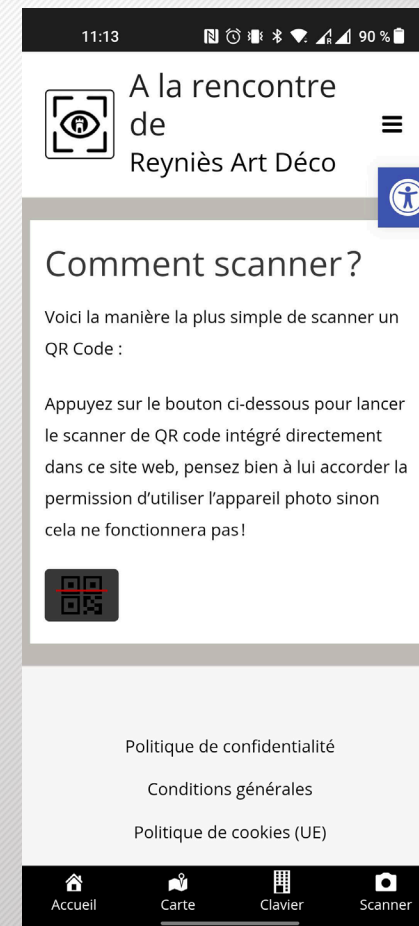 11:13
90 %
A la rencontre
de
Reyniès Art Déco
Comment scanner ?
Voici la manière la plus simple de scanner un
QR Code :
Appuyez sur le bouton ci-dessous pour lancer
le scanner de QR code intégré directement
dans ce site web, pensez bien à lui accorder la
permission d’utiliser l’appareil photo sinon
cela ne fonctionnera pas !
Politique de confidentialité
Conditions générales
Politique de cookies (UE)
Accueil Carte Clavier Scanner